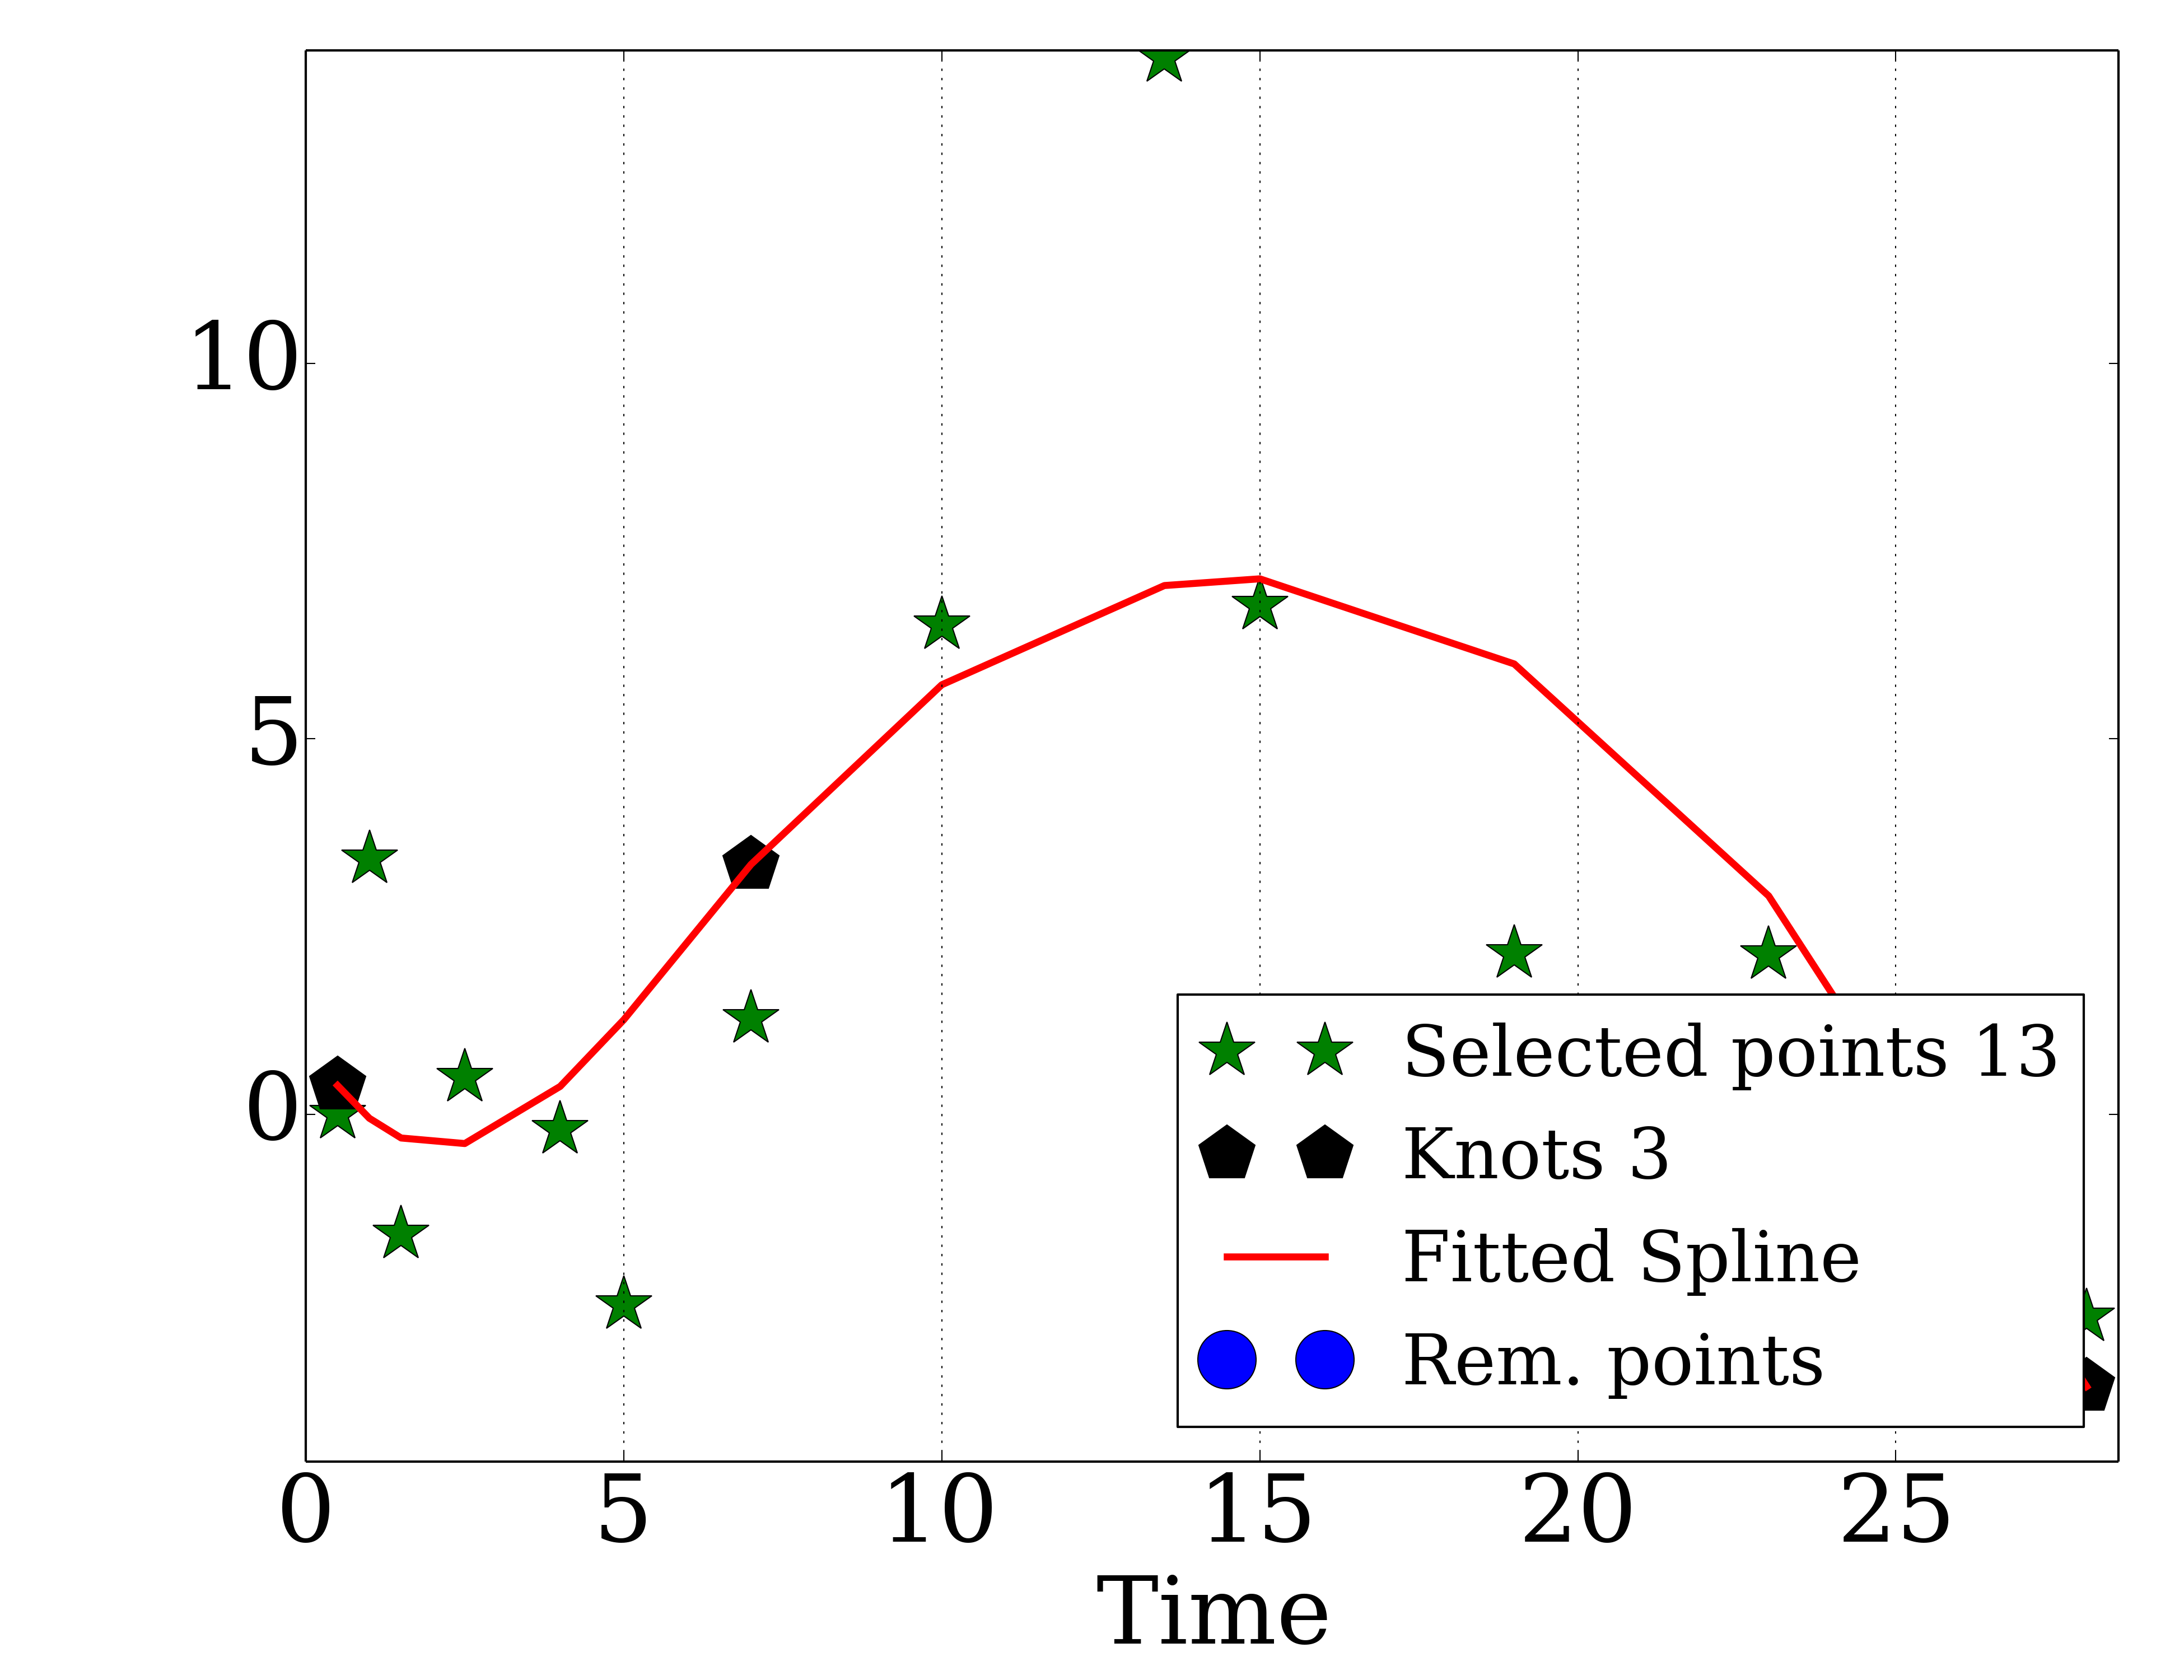 10
5
0
Selected points 13
Knots 3
Fitted Spline
Rem. points
0 5 10 15 20 25
Time